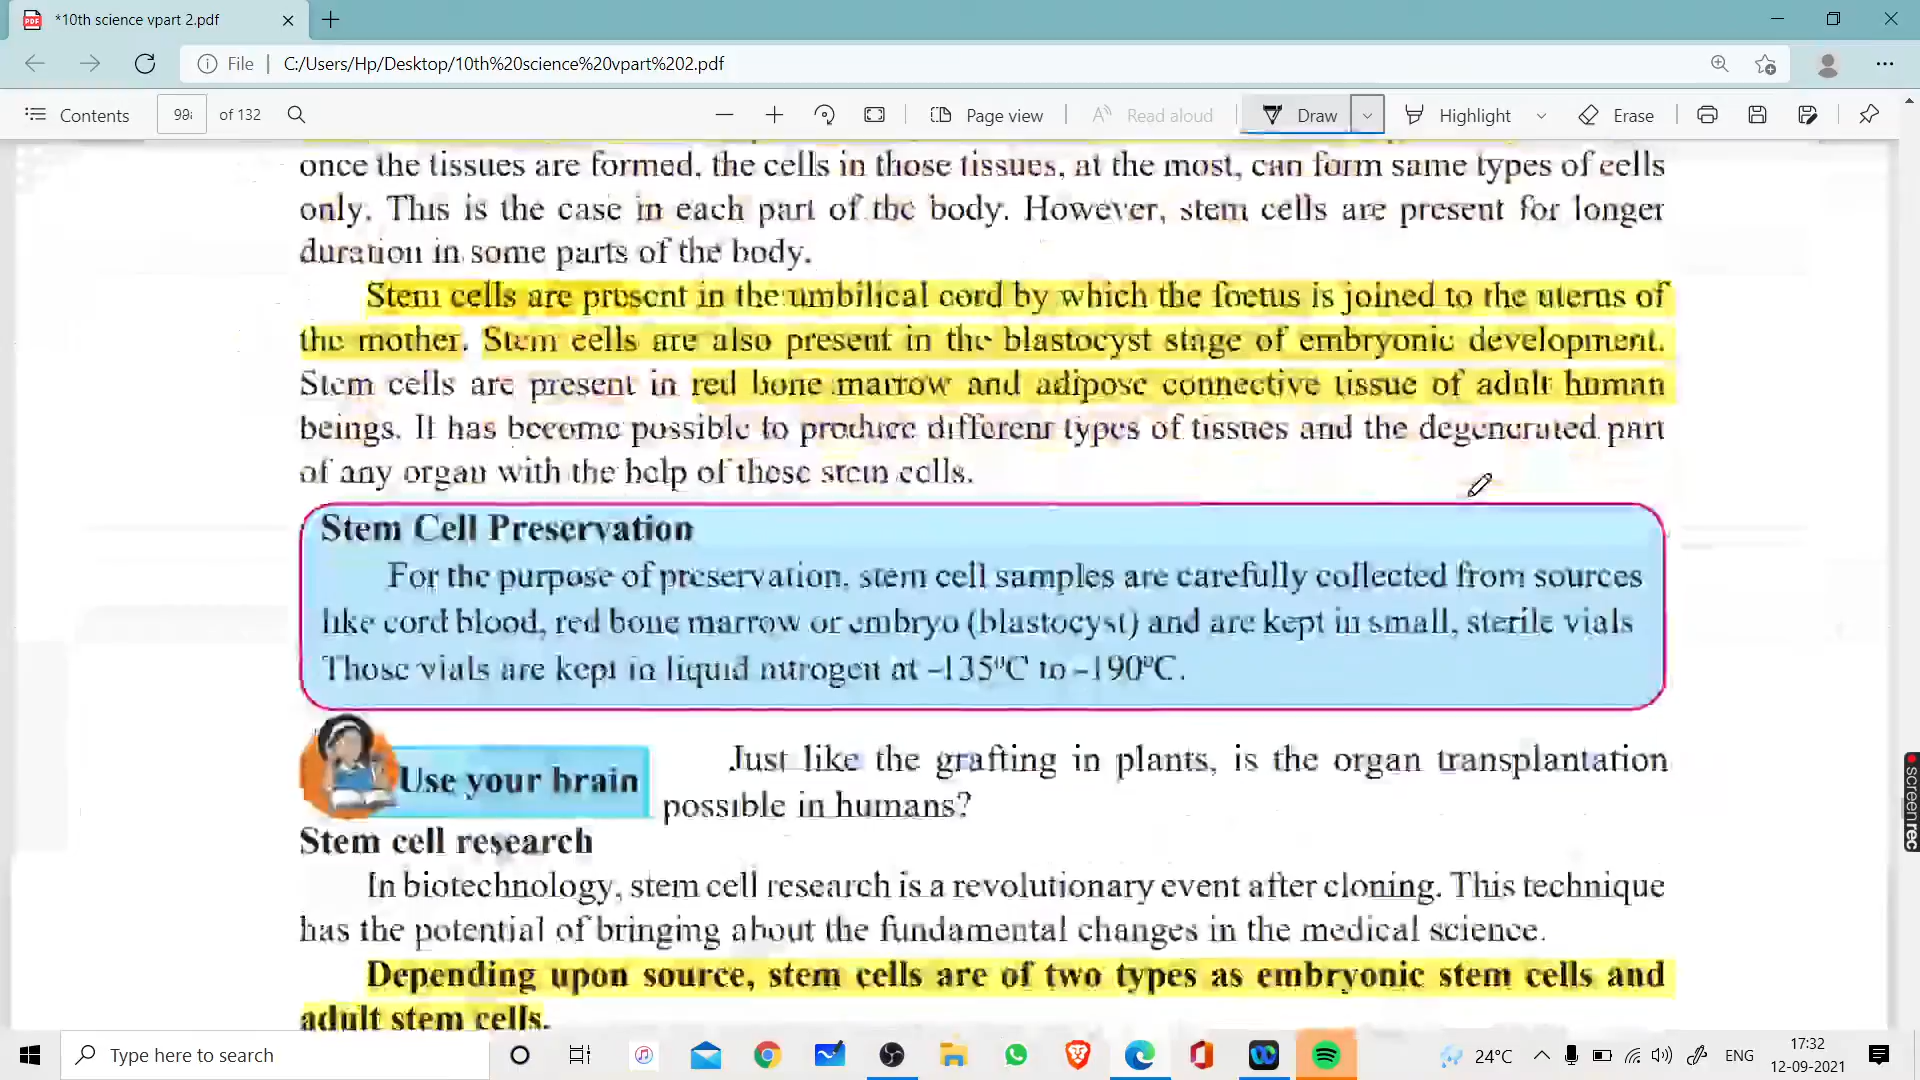 *10th science vpart 2.pdf
File
C:/Users/Hp/Desktop/10th%20science%20vpart%202.pdf
Contents
of 132
Page view
Read aloud
Draw
Highlight
Erase
once the tissues are formed, the cells in those tissues, at the most, can form same types of cells
only. This is the case in each part of the body. However, stem cells are present for longer
duration in some parts of the body.
Stem cells are present in the umbilical cord by which the foetus is joined to the uterus of
the mother. Stem cells are also present in the blastocyst stage of embryonic development.
Stem cells are present in red bone marrow and adipose connective tissue of adult human
beings. It has become possible to produce different types of tissues and the degenerated part
of any organ with the help of these stem cells.
Stem Cell Preservation
For the purpose of preservation, stem cell samples are carefully collected from sources
like cord blood, red bone marrow or embryo (blastocyst) and are kept in small, sterile vials
Those vials are kept in liquid nitrogen at –135⁰C to –190⁰C.
Use your brain
Just like the grafting in plants, is the organ transplantation
possible in humans?
Stem cell research
In biotechnology, stem cell research is a revolutionary event after cloning. This technique
has the potential of bringing about the fundamental changes in the medical science.
Depending upon source, stem cells are of two types as embryonic stem cells and
adult stem cells.
screenrec
Type here to search
24°C
ENG
17:32
12-09-2021